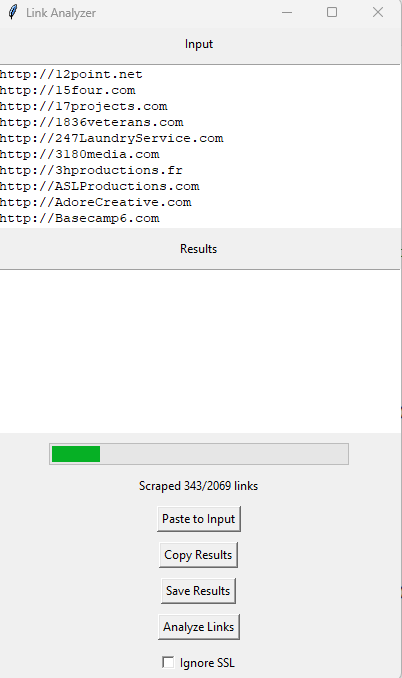 Link Analyzer
Input
http://12point.net
http://15four.com
http://17projects.com
http://1836veterans.com
http://247LaundryService.com
http://3180media.com
http://3hproductions.fr
http://ASLProductions.com
http://AdoreCreative.com
http://Basecamp6.com
Results
Scraped 343/2069 links
Paste to Input
Copy Results
Save Results
Analyze Links
Ignore SSL